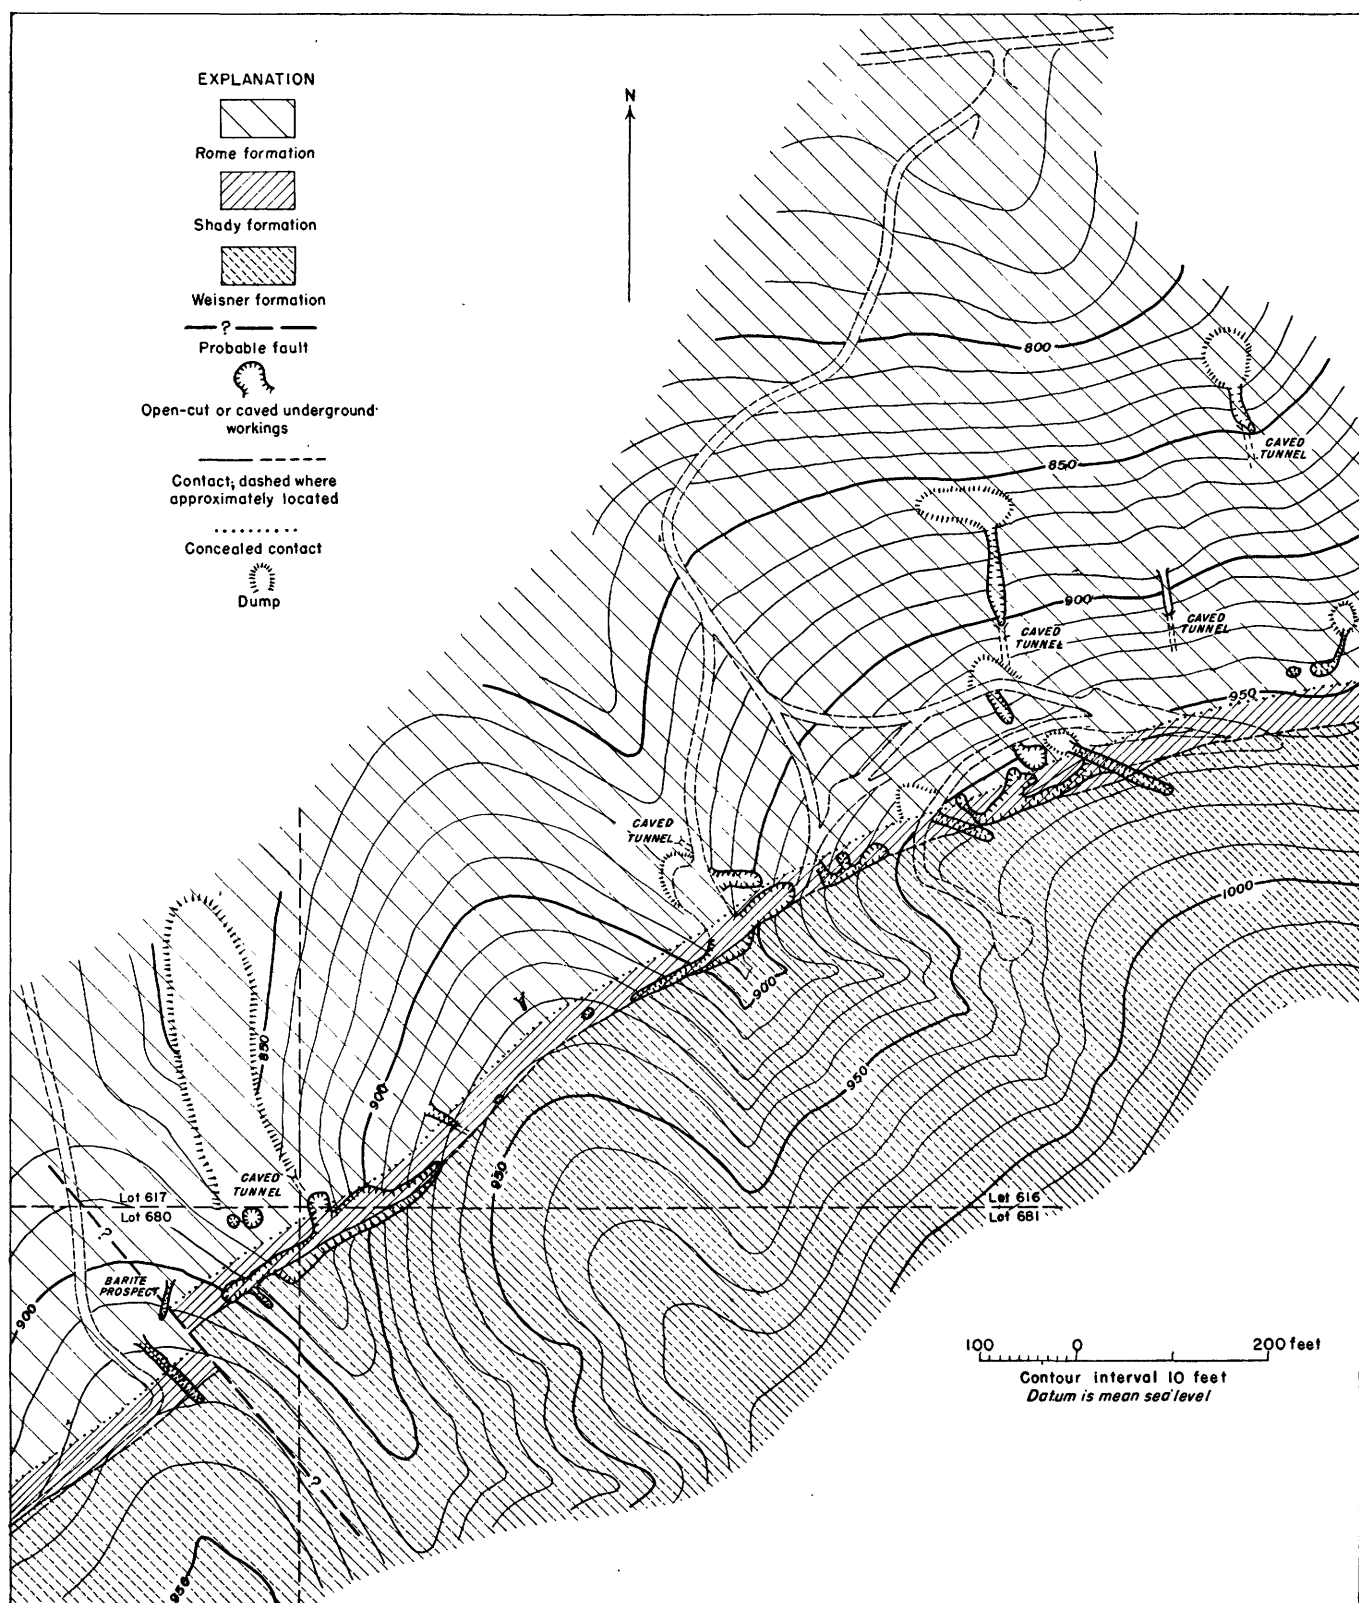 EXPLANATION
Rome formation
Shady formation
Weisner formation
?
Probable fault
Open-cut or caved underground
workings
Contact; dashed where
approximately located
Concealed contact
Dump
N
800
CAVED
TUNNEL
850
900
CAVED
TUNNEL
CAVED
TUNNEL
950
CAVED
TUNNEL
1000
900
950
850
900
950
CAVED
TUNNEL
Lot 617
Lot 680
Lot 616
Lot 681
?
BARITE
PROSPECT
900
100 0 200 feet
Contour interval 10 feet
Datum is mean sea level
?
950